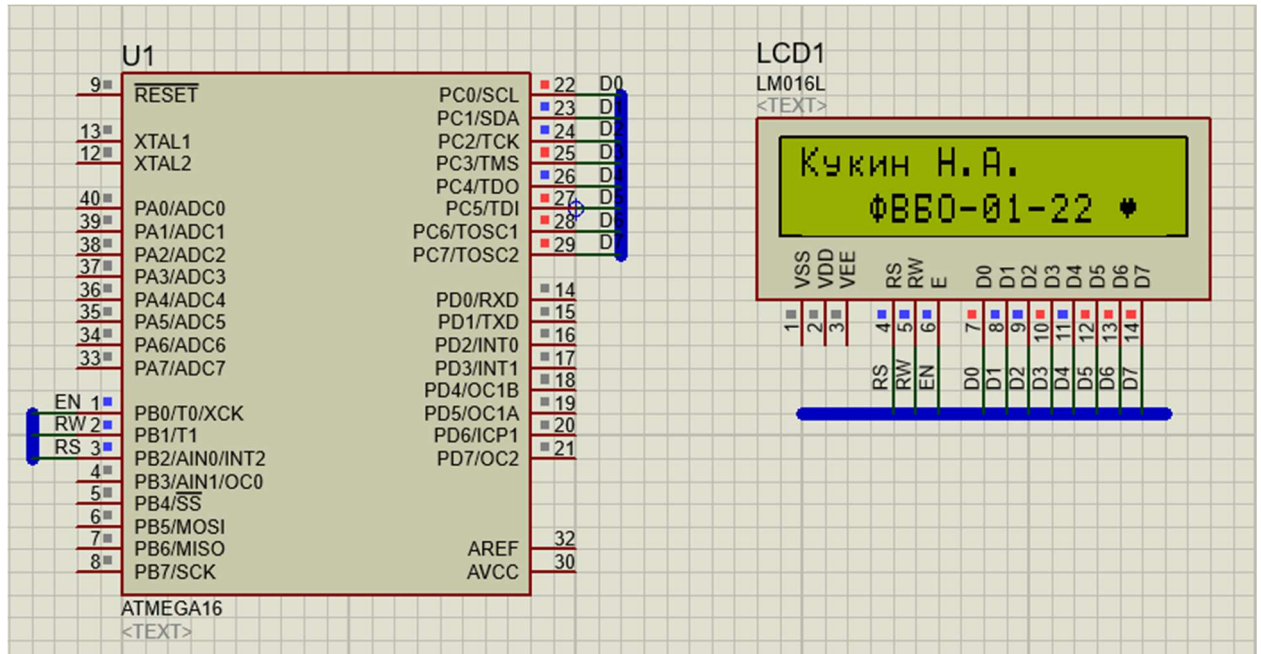 U1
9 RESET
13 XTAL1
12 XTAL2
40 PA0/ADC0
39 PA1/ADC1
38 PA2/ADC2
37 PA3/ADC3
36 PA4/ADC4
35 PA5/ADC5
34 PA6/ADC6
33 PA7/ADC7
EN 1 PB0/T0/XCK
RW 2 PB1/T1
RS 3 PB2/AIN0/INT2
4 PB3/AIN1/OC0
5 PB4/SS
6 PB5/MOSI
7 PB6/MISO
8 PB7/SCK
PC0/SCL 22 D0
PC1/SDA 23 D1
PC2/TCK 24 D2
PC3/TMS 25 D3
PC4/TDO 26 D4
PC5/TDI 27 D5
PC6/TOSC1 28 D6
PC7/TOSC2 29 D7
PD0/RXD 14
PD1/TXD 15
PD2/INT0 16
PD3/INT1 17
PD4/OC1B 18
PD5/OC1A 19
PD6/ICP1 20
PD7/OC2 21
AREF 32
AVCC 30
ATMEGA16
<TEXT>
LCD1
LM016L
<TEXT>
Кукин Н.А.
ФВБО-01-22 ♥
VSS VDD VEE RS RW E D0 D1 D2 D3 D4 D5 D6 D7
1 2 3 4 5 6 7 8 9 10 11 12 13 14
RS RW EN D0 D1 D2 D3 D4 D5 D6 D7